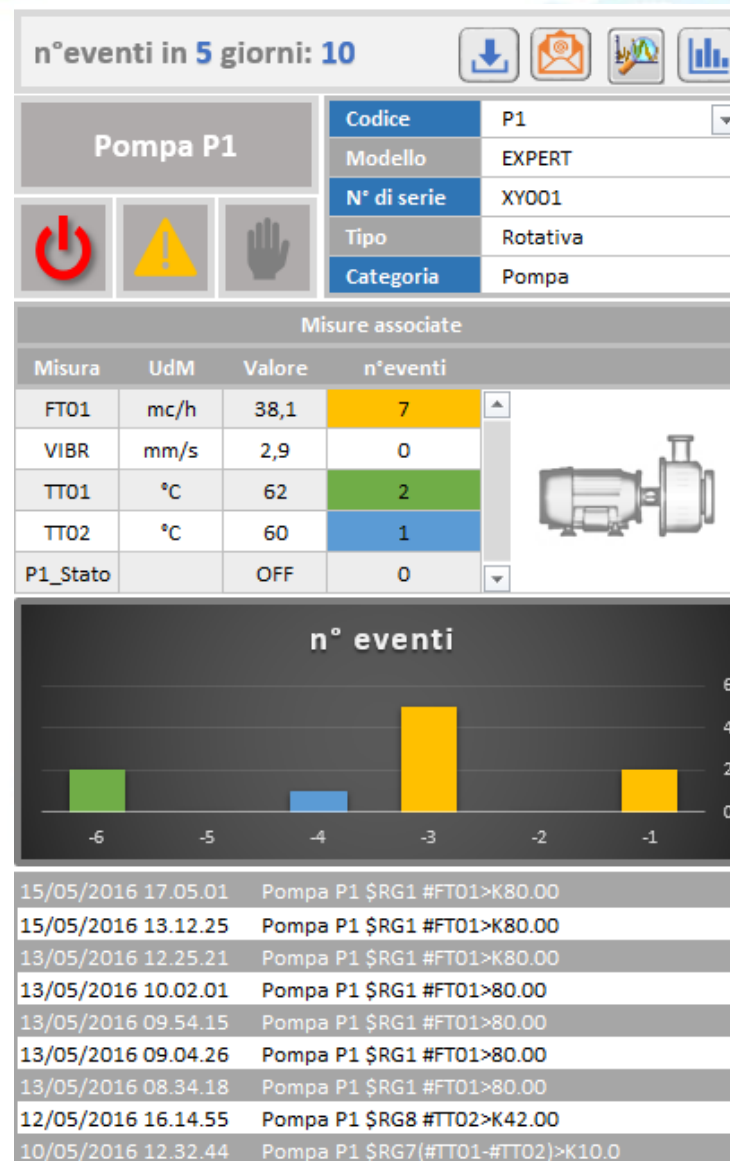 n°eventi in 5 giorni: 10
Pompa P1
Codice P1
Modello EXPERT
N° di serie XY001
Tipo Rotativa
Categoria Pompa
Misure associate
Misura UdM Valore n°eventi
FT01 mc/h 38,1 7
VIBR mm/s 2,9 0
TT01 °C 62 2
TT02 °C 60 1
P1_Stato OFF 0
n° eventi
6
4
2
0
-6 -5 -4 -3 -2 -1
15/05/2016 17.05.01 Pompa P1 $RG1 #FT01>K80.00
15/05/2016 13.12.25 Pompa P1 $RG1 #FT01>K80.00
13/05/2016 12.25.21 Pompa P1 $RG1 #FT01>K80.00
13/05/2016 10.02.01 Pompa P1 $RG1 #FT01>80.00
13/05/2016 09.54.15 Pompa P1 $RG1 #FT01>80.00
13/05/2016 09.04.26 Pompa P1 $RG1 #FT01>80.00
13/05/2016 08.34.18 Pompa P1 $RG1 #FT01>80.00
12/05/2016 16.14.55 Pompa P1 $RG8 #TT02>K42.00
10/05/2016 12.32.44 Pompa P1 $RG7(#TT01-#TT02)>K10.0